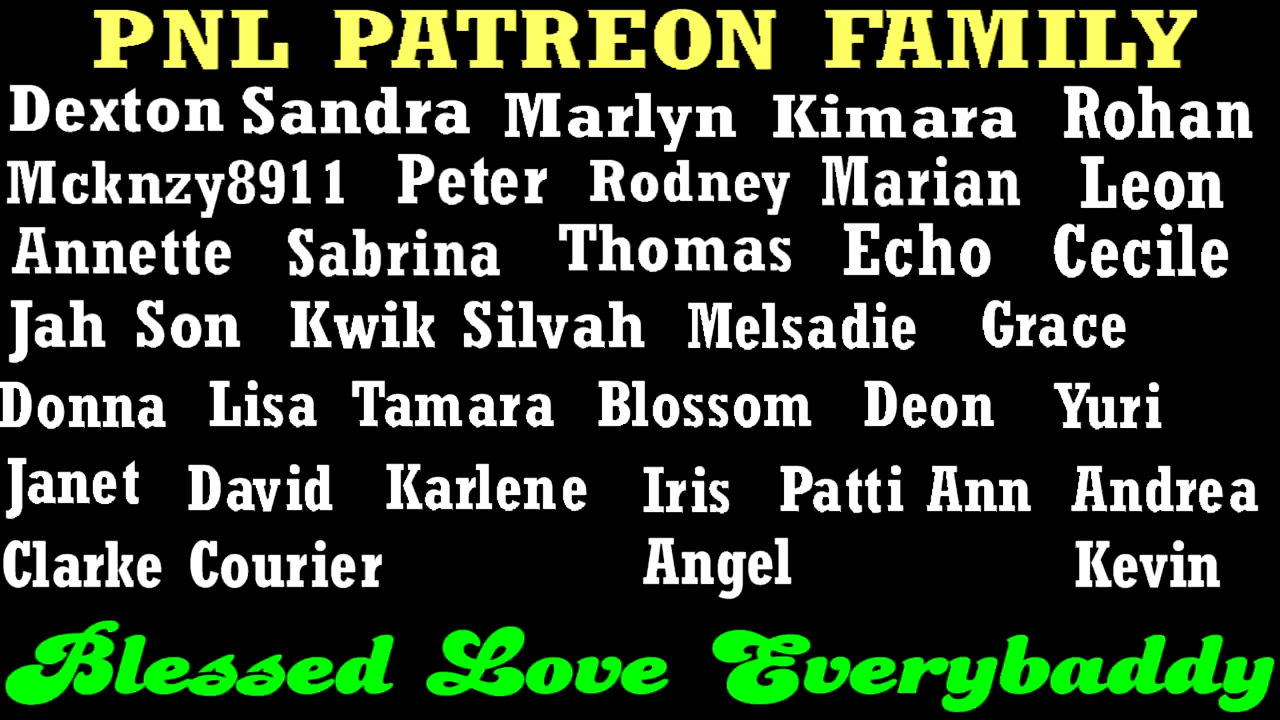 PNL PATREON FAMILY
Dexton Sandra Marlyn Kimara Rohan
Mcknzy8911 Peter Rodney Marian Leon
Annette Sabrina Thomas Echo Cecile
Jah Son Kwik Silvah Melsadie Grace
Donna Lisa Tamara Blossom Deon Yuri
Janet David Karlene Iris Patti Ann Andrea
Clarke Courier Angel Kevin
Blessed Love Everybaddy